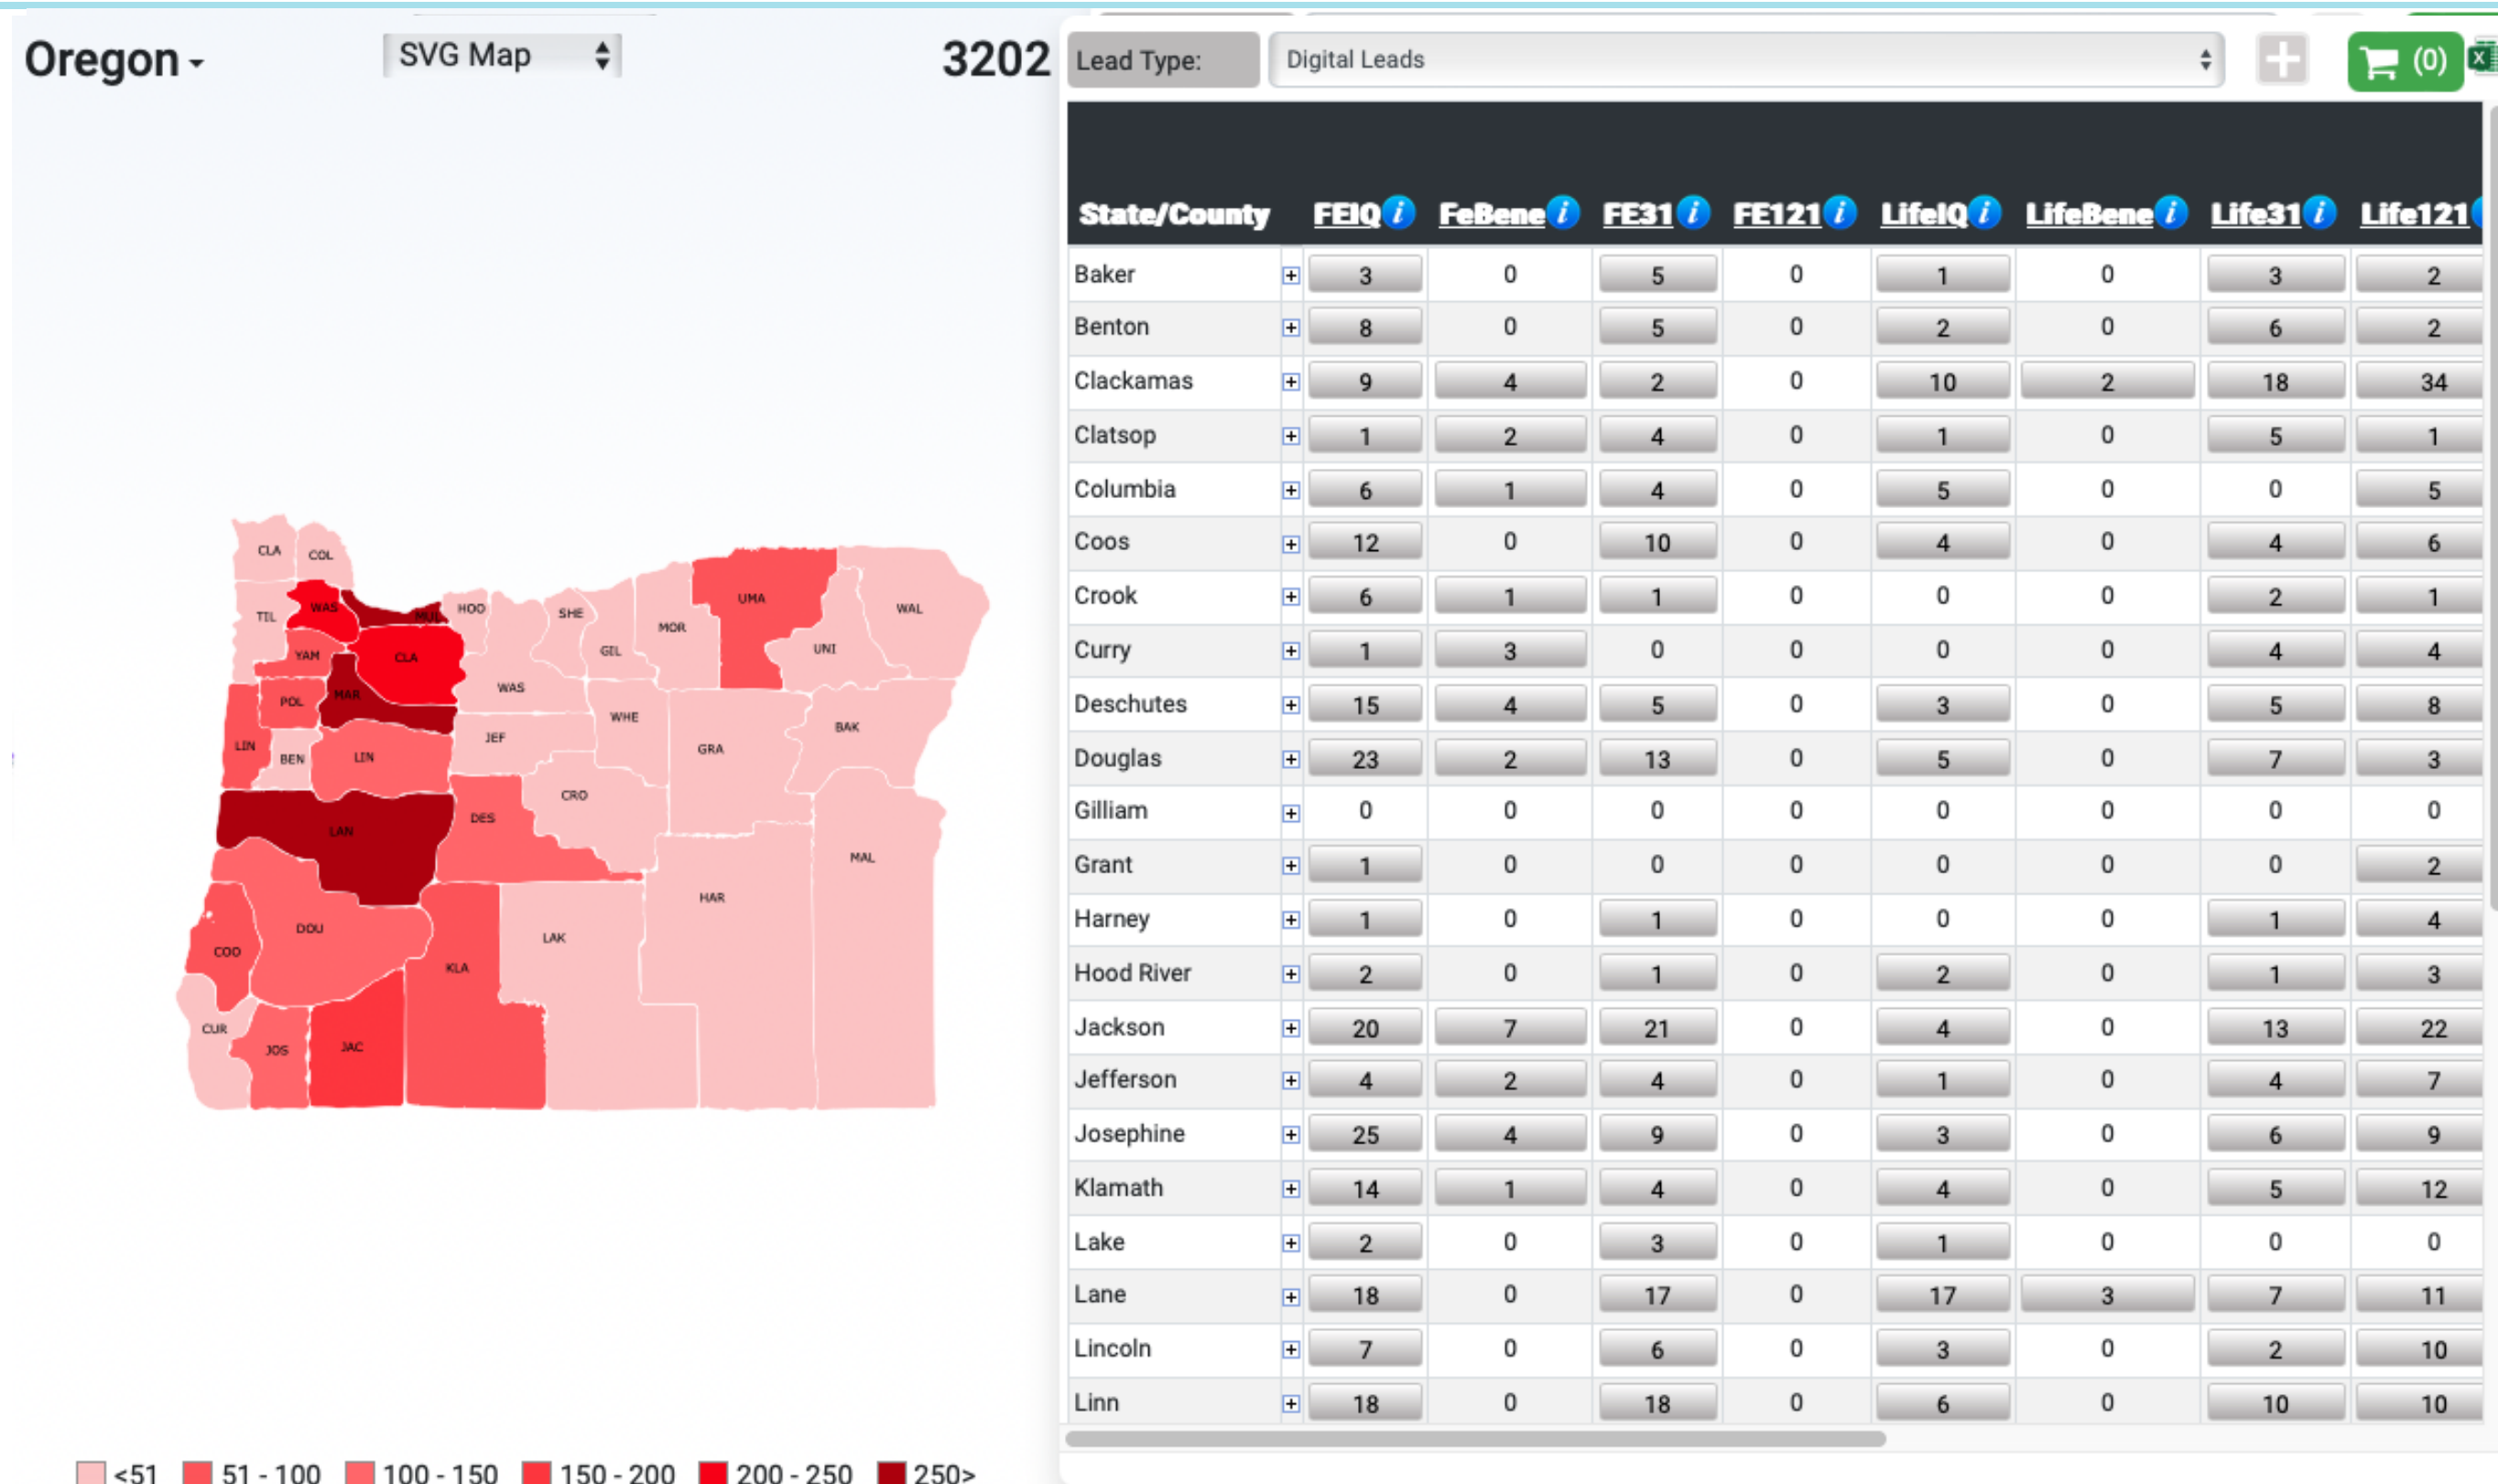 Oregon
SVG Map
3202
Lead Type:
Digital Leads
(0)
State/County FEIQ FeBene FE31 FE121 LifeIQ LifeBene Life31 Life121
Baker 3 0 5 0 1 0 3 2
Benton 8 0 5 0 2 0 6 2
Clackamas 9 4 2 0 10 2 18 34
Clatsop 1 2 4 0 1 0 5 1
Columbia 6 1 4 0 5 0 0 5
Coos 12 0 10 0 4 0 4 6
Crook 6 1 1 0 0 0 2 1
Curry 1 3 0 0 0 0 4 4
Deschutes 15 4 5 0 3 0 5 8
Douglas 23 2 13 0 5 0 7 3
Gilliam 0 0 0 0 0 0 0 0
Grant 1 0 0 0 0 0 0 2
Harney 1 0 1 0 0 0 1 4
Hood River 2 0 1 0 2 0 1 3
Jackson 20 7 21 0 4 0 13 22
Jefferson 4 2 4 0 1 0 4 7
Josephine 25 4 9 0 3 0 6 9
Klamath 14 1 4 0 4 0 5 12
Lake 2 0 3 0 1 0 0 0
Lane 18 0 17 0 17 3 7 11
Lincoln 7 0 6 0 3 0 2 10
Linn 18 0 18 0 6 0 10 10
CLA
COL
TIL
WAS
MUL
HOO
SHE
GIL
MOR
UMA
UNI
WAL
YAM
CLA
POL
MAR
WAS
WHE
JEF
GRA
BAK
LIN
BEN
LIN
CRO
DES
LAN
MAL
HAR
LAK
DOU
COO
KLA
CUR
JOS
JAC
<51 51 - 100 100 - 150 150 - 200 200 - 250 250>